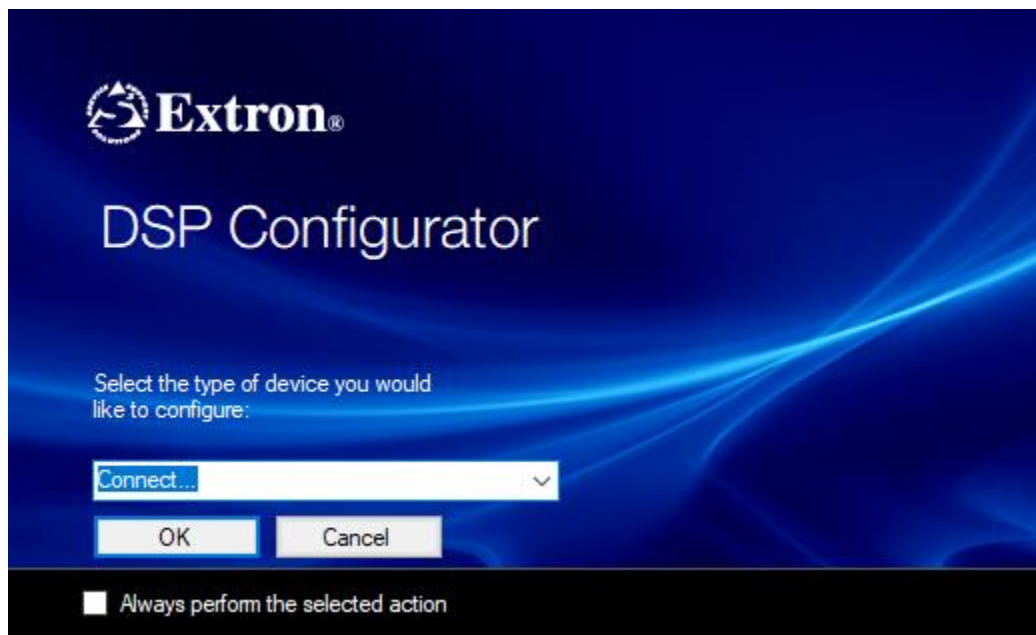 Extron®
DSP Configurator
Select the type of device you would
like to configure:
Connect...
OK Cancel
Always perform the selected action